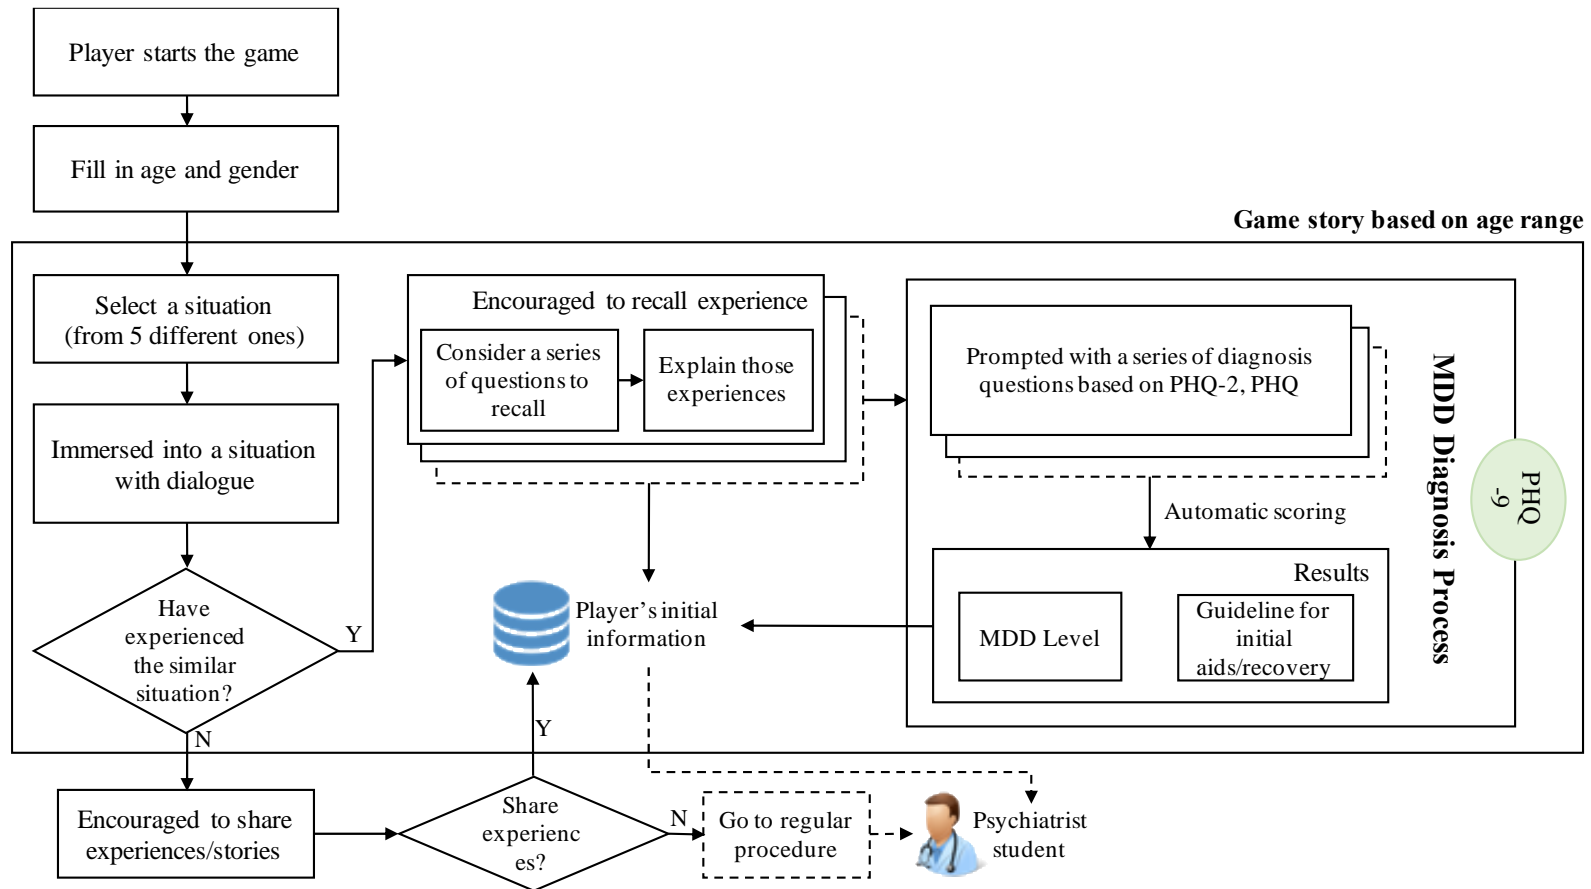 Player starts the game
Fill in age and gender
Game story based on age range
Select a situation
(from 5 different ones)
Immersed into a situation
with dialogue
Have
experienced
the similar
situation?
Y
N
Encouraged to recall experience
Consider a series
of questions to
recall
Explain those
experiences
Prompted with a series of diagnosis
questions based on PHQ-2, PHQ
Automatic scoring
Results
MDD Level
Guideline for
initial
aids/recovery
MDD Diagnosis Process
PHQ
-9
Player's initial
information
Y
Encouraged to share
experiences/stories
Share
experienc
es?
N
Go to regular
procedure
Psychiatrist
student